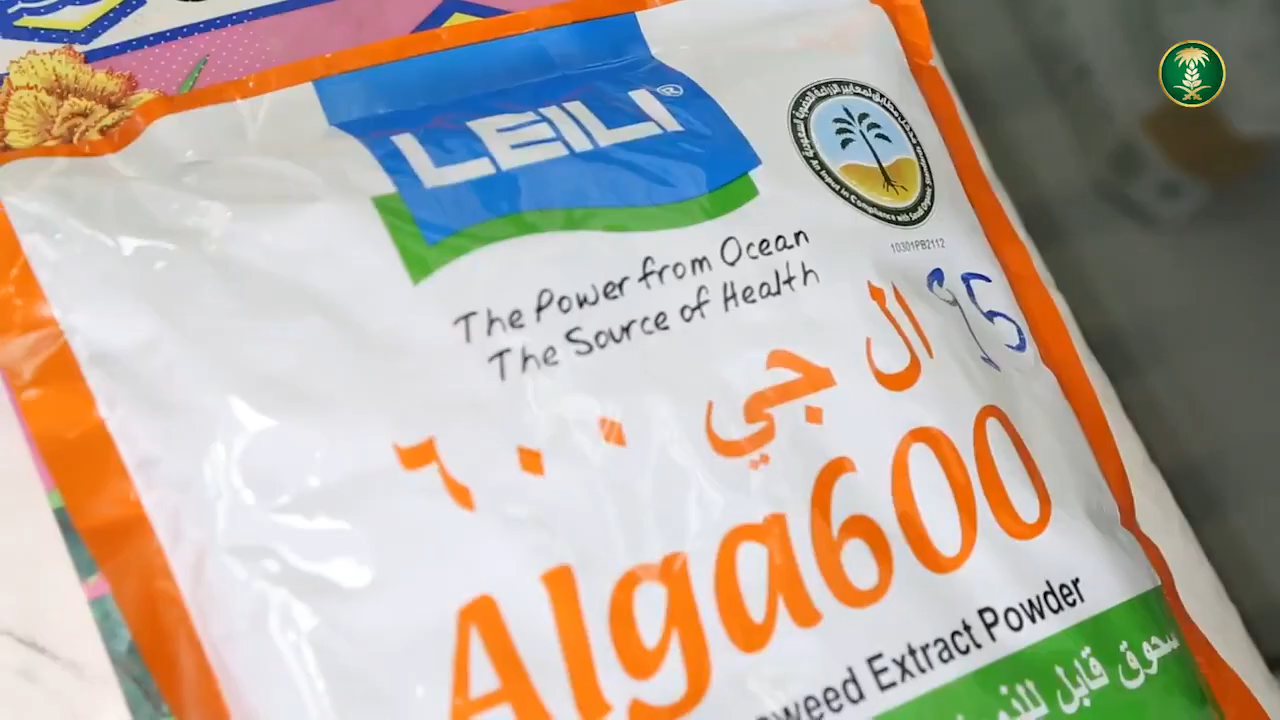 LEILI®
The Power from Ocean
The Source of Health
10301PB2112
95
ال جي ٦٠٠
Alga600
Extract Powder
سحوق قابل